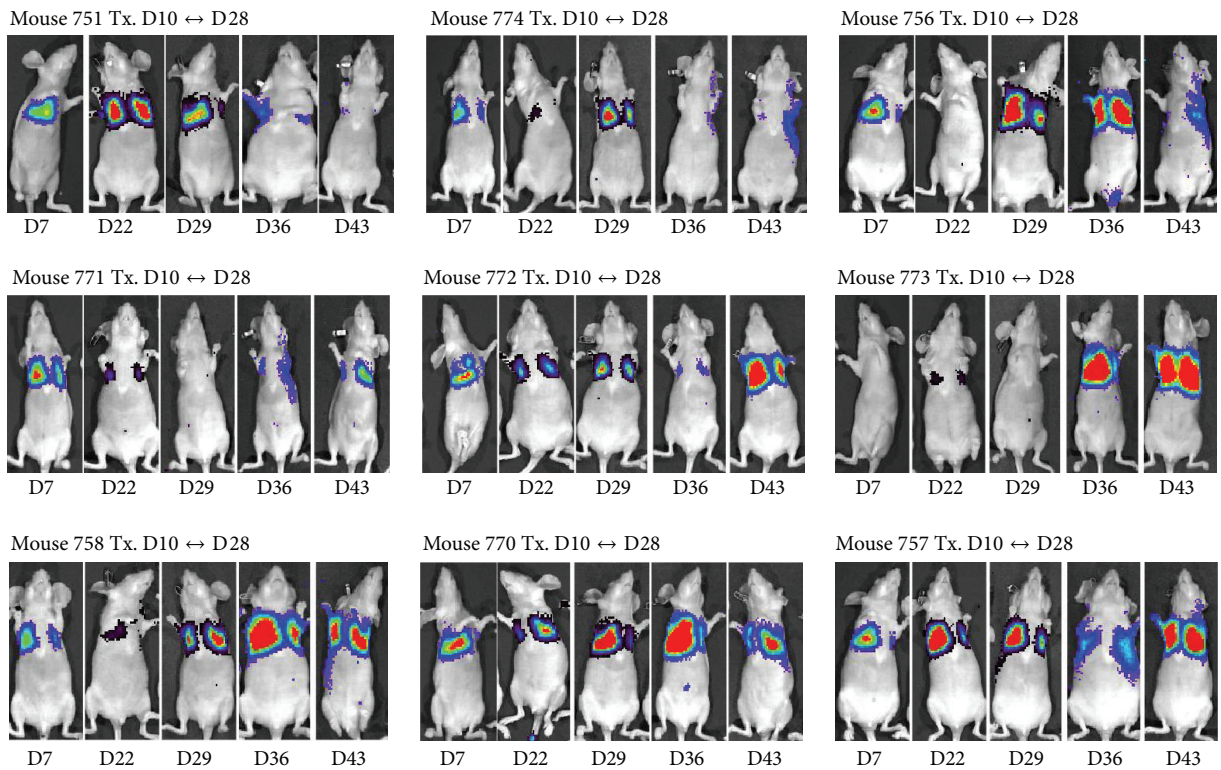 Mouse 751 Tx. D10 ↔ D28
D7 D22 D29 D36 D43
Mouse 774 Tx. D10 ↔ D28
D7 D22 D29 D36 D43
Mouse 756 Tx. D10 ↔ D28
D7 D22 D29 D36 D43
Mouse 771 Tx. D10 ↔ D28
D7 D22 D29 D36 D43
Mouse 772 Tx. D10 ↔ D28
D7 D22 D29 D36 D43
Mouse 773 Tx. D10 ↔ D28
D7 D22 D29 D36 D43
Mouse 758 Tx. D10 ↔ D28
D7 D22 D29 D36 D43
Mouse 770 Tx. D10 ↔ D28
D7 D22 D29 D36 D43
Mouse 757 Tx. D10 ↔ D28
D7 D22 D29 D36 D43